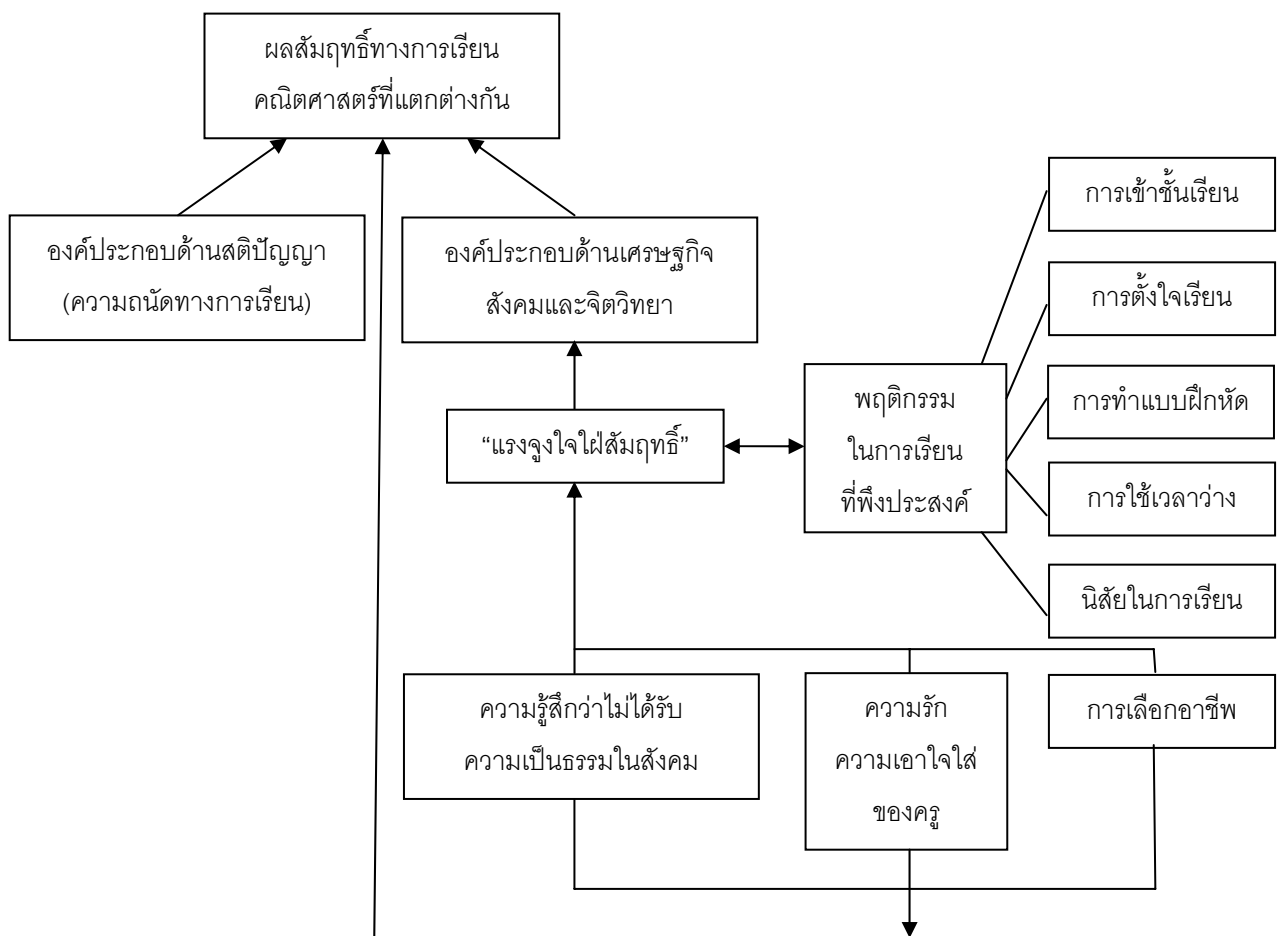 ผลสัมฤทธิ์ทางการเรียน
คณิตศาสตร์ที่แตกต่างกัน
องค์ประกอบด้านสติปัญญา
(ความถนัดทางการเรียน)
องค์ประกอบด้านเศรษฐกิจ
สังคมและจิตวิทยา
“แรงจูงใจใฝ่สัมฤทธิ์”
พฤติกรรม
ในการเรียน
ที่พึงประสงค์
การเข้าชั้นเรียน
การตั้งใจเรียน
การทำแบบฝึกหัด
การใช้เวลาว่าง
นิสัยในการเรียน
ความรู้สึกว่าไม่ได้รับ
ความเป็นธรรมในสังคม
ความรัก
ความเอาใจใส่
ของครู
การเลือกอาชีพ